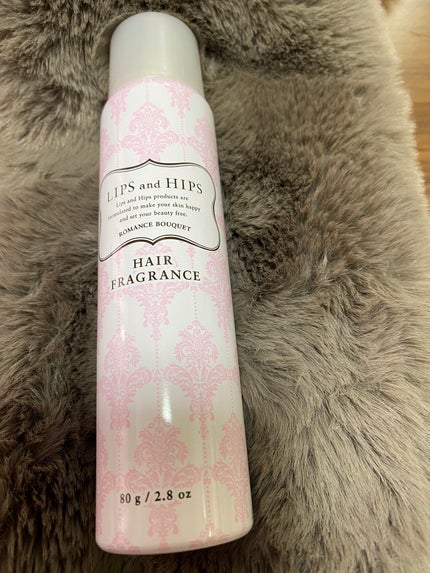 LIPS and HIPS
Lips and Hips products are
formulated to make your skin happy
and set your beauty free.
ROMANCE BOUQUET
HAIR
FRAGRANCE
80 g / 2.8 oz